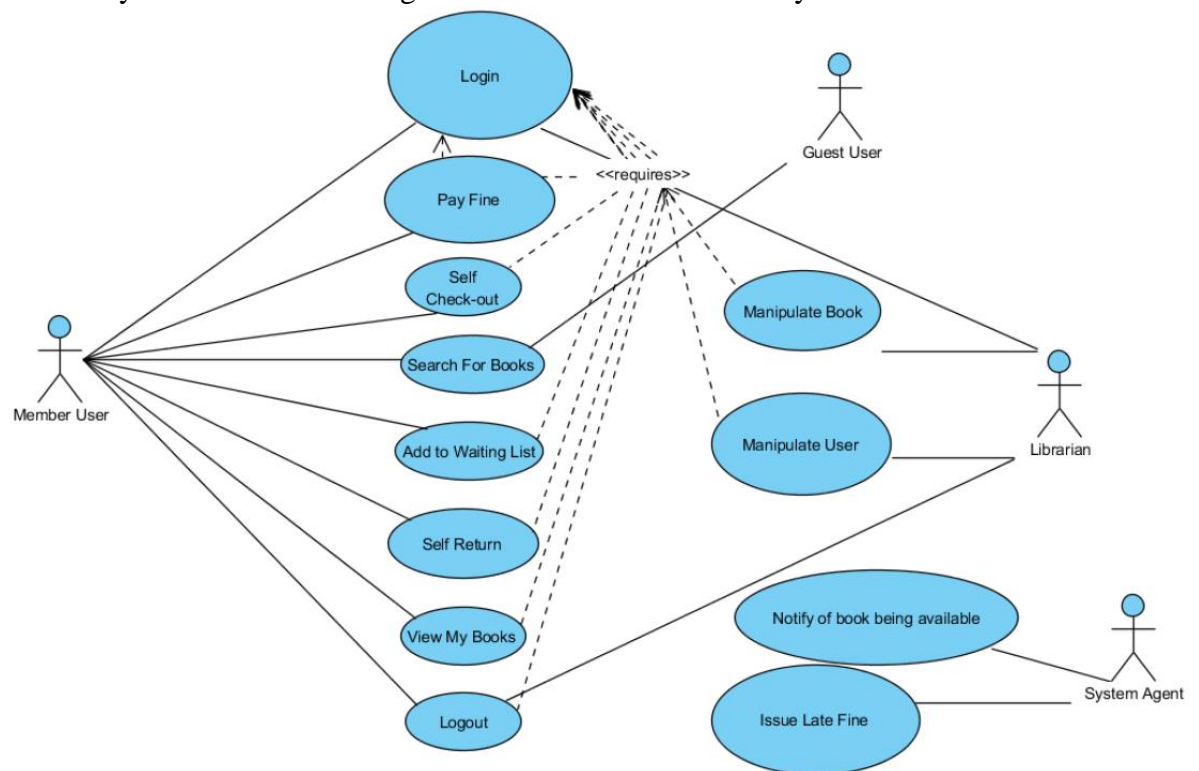 Login
Guest User
<<requires>>
Pay Fine
Self
Check-out
Manipulate Book
Search For Books
Member User
Add to Waiting List
Manipulate User
Librarian
Self Return
Notify of book being available
View My Books
System Agent
Logout
Issue Late Fine